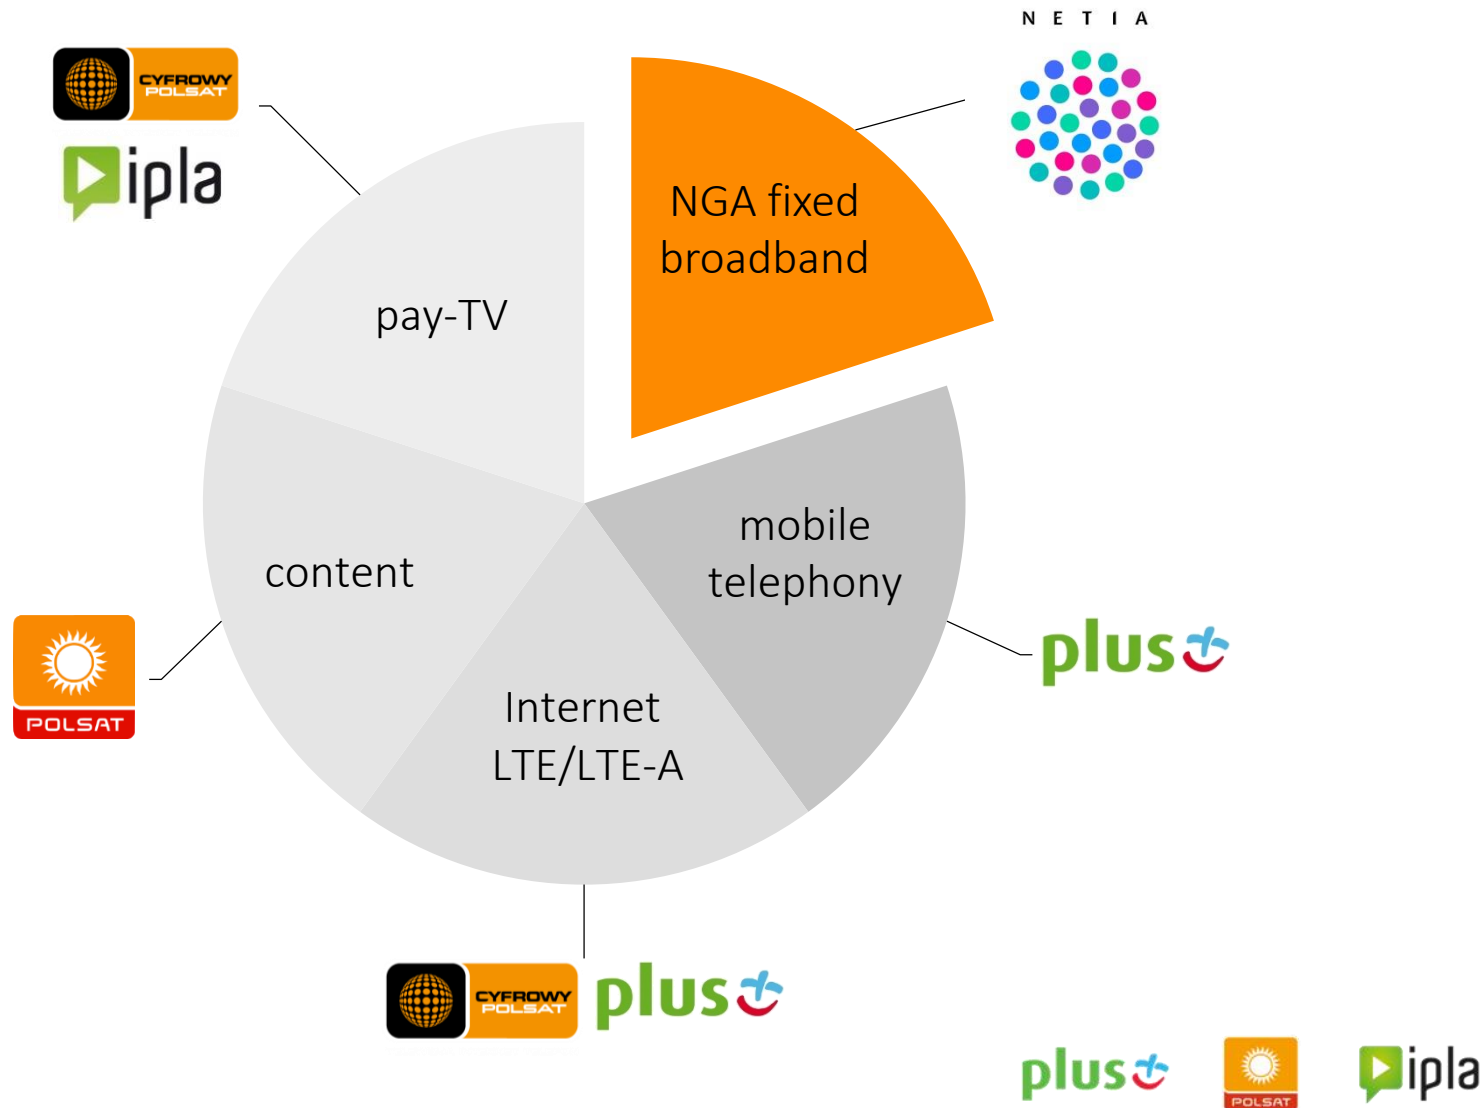 NETIA
CYFROWY
POLSAT
ipla
NGA fixed
broadband
pay-TV
mobile
telephony
content
plus
POLSAT
Internet
LTE/LTE-A
CYFROWY
POLSAT
plus
plus
POLSAT
ipla